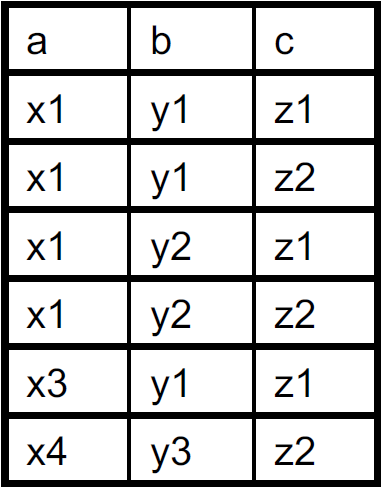 a b c
x1 y1 z1
x1 y1 z2
x1 y2 z1
x1 y2 z2
x3 y1 z1
x4 y3 z2